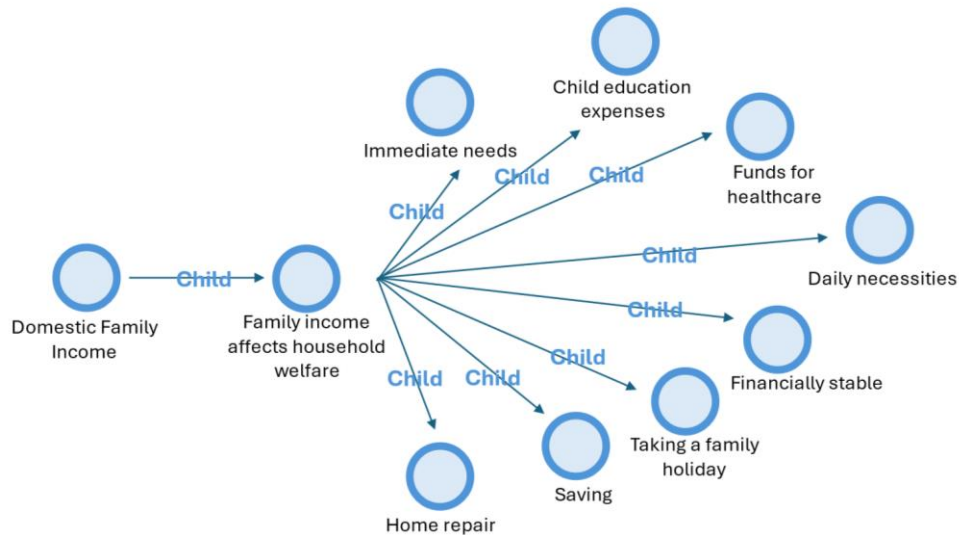 Child education
expenses
Immediate needs
Child
Child
Funds for
healthcare
Child
Child
Daily necessities
Child
Domestic Family
Income
Family income
affects household
welfare
Child
Financially stable
Child
Child
Child
Taking a family
holiday
Saving
Home repair